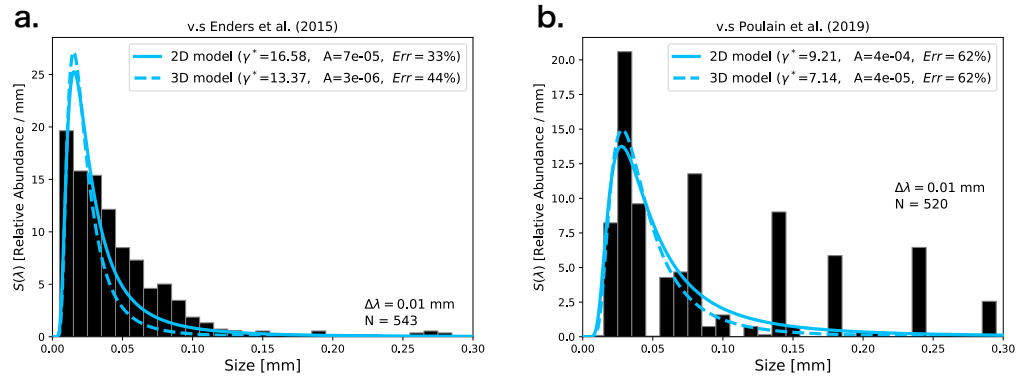 a.
v.s Enders et al. (2015)
2D model (γ*=16.58, A=7e-05, Err = 33%)
3D model (γ*=13.37, A=3e-06, Err = 44%)
S(λ) [Relative Abundance / mm]
25
20
15
10
5
0
Δλ = 0.01 mm
N = 543
0.00 0.05 0.10 0.15 0.20 0.25 0.30
Size [mm]
b.
v.s Poulain et al. (2019)
2D model (γ*=9.21, A=4e-04, Err = 62%)
3D model (γ*=7.14, A=4e-05, Err = 62%)
S(λ) [Relative Abundance / mm]
20.0
17.5
15.0
12.5
10.0
7.5
5.0
2.5
0.0
Δλ = 0.01 mm
N = 520
0.00 0.05 0.10 0.15 0.20 0.25 0.30
Size [mm]